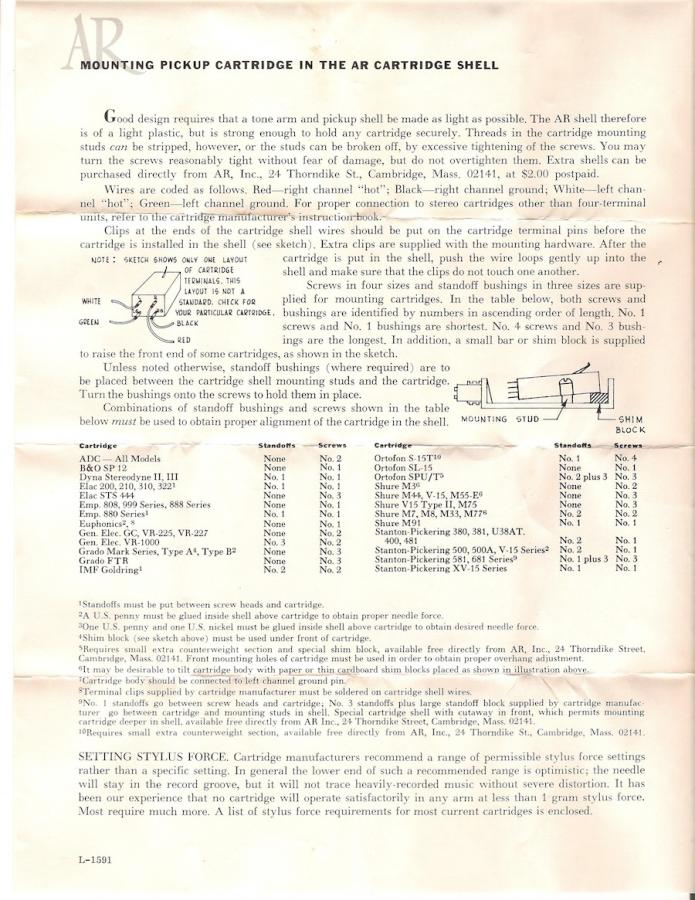 AR
MOUNTING PICKUP CARTRIDGE IN THE AR CARTRIDGE SHELL
Good design requires that a tone arm and pickup shell be made as light as possible. The AR shell therefore
is of a light plastic, but is strong enough to hold any cartridge securely. Threads in the cartridge mounting
studs can be stripped, however, or the studs can be broken off, by excessive tightening of the screws. You may
turn the screws reasonably tight without fear of damage, but do not overtighten them. Extra shells can be
purchased directly from AR, Inc., 24 Thorndike St., Cambridge, Mass. 02141, at $2.00 postpaid.
Wires are coded as follows. Red—right channel “hot”; Black—right channel ground; White—left chan-
nel “hot”; Green—left channel ground. For proper connection to stereo cartridges other than four-terminal
units, refer to the cartridge manufacturer's instruction book.
Clips at the ends of the cartridge shell wires should be put on the cartridge terminal pins before the
cartridge is installed in the shell (see sketch). Extra clips are supplied with the mounting hardware. After the
cartridge is put in the shell, push the wire loops gently up into the
shell and make sure that the clips do not touch one another.
Screws in four sizes and standoff bushings in three sizes are sup-
plied for mounting cartridges. In the table below, both screws and
bushings are identified by numbers in ascending order of length. No. 1
screws and No. 1 bushings are shortest. No. 4 screws and No. 3 bush-
ings are the longest. In addition, a small bar or shim block is supplied
to raise the front end of some cartridges, as shown in the sketch.
NOTE: SKETCH SHOWS ONLY ONE LAYOUT
OF CARTRIDGE
TERMINALS. THIS
LAYOUT IS NOT A
STANDARD. CHECK FOR
YOUR PARTICULAR CARTRIDGE.
WHITE
GREEN
BLACK
RED
Unless noted otherwise, standoff bushings (where required) are to
be placed between the cartridge shell mounting studs and the cartridge.
Turn the bushings onto the screws to hold them in place.
Combinations of standoff bushings and screws shown in the table
below must be used to obtain proper alignment of the cartridge in the shell.
MOUNTING STUD
SHIM
BLOCK
Cartridge Standoffs Screws
ADC — All Models None No. 2
B&O SP 12 None No. 1
Dyna Stereodyne II, III No. 1 No. 1
Elac 200, 210, 310, 322¹ No. 1 No. 1
Elac STS 444 None No. 3
Emp. 808, 999 Series, 888 Series None No. 1
Emp. 880 Series¹ No. 1 No. 1
Euphonics², ⁸ None No. 1
Gen. Elec. GC, VR-225, VR-227 None No. 2
Gen. Elec. VR-1000 No. 3 No. 2
Grado Mark Series, Type A⁴, Type B² None No. 3
Grado FTR None No. 3
IMF Goldring¹ No. 2 No. 2
Cartridge Standoffs Screws
Ortofon S-15T¹⁰ No. 1 No. 4
Ortofon SL-15 None No. 1
Ortofon SPU/T⁵ No. 2 plus 3 No. 3
Shure M3⁶ None No. 2
Shure M44, V-15, M55-E⁶ None No. 3
Shure V15 Type II, M75 None No. 3
Shure M7, M8, M33, M77⁶ No. 2 No. 2
Shure M91 No. 1 No. 1
Stanton-Pickering 380, 381, U38AT.
400, 481 No. 2 No. 1
Stanton-Pickering 500, 500A, V-15 Series² No. 2 No. 1
Stanton-Pickering 581, 681 Series⁹ No. 1 plus 3 No. 3
Stanton-Pickering XV-15 Series No. 1 No. 1
¹Standoffs must be put between screw heads and cartridge.
²A U.S. penny must be glued inside shell above cartridge to obtain proper needle force.
³One U.S. penny and one U.S. nickel must be glued inside shell above cartridge to obtain desired needle force.
⁴Shim block (see sketch above) must be used under front of cartridge.
⁵Requires small extra counterweight section and special shim block, available free directly from AR, Inc., 24 Thorndike Street,
Cambridge, Mass. 02141. Front mounting holes of cartridge must be used in order to obtain proper overhang adjustment.
⁶It may be desirable to tilt cartridge body with paper or thin cardboard shim blocks placed as shown in illustration above.
⁷Cartridge body should be connected to left channel ground pin.
⁸Terminal clips supplied by cartridge manufacturer must be soldered on cartridge shell wires.
⁹No. 1 standoffs go between screw heads and cartridge; No. 3 standoffs plus large standoff block supplied by cartridge manufac-
turer go between cartridge and mounting studs in shell. Special cartridge shell with cutaway in front, which permits mounting
cartridge deeper in shell, available free directly from AR Inc., 24 Thorndike Street, Cambridge, Mass. 02141.
¹⁰Requires small extra counterweight section, available free directly from AR, Inc., 24 Thorndike St., Cambridge, Mass. 02141.
SETTING STYLUS FORCE. Cartridge manufacturers recommend a range of permissible stylus force settings
rather than a specific setting. In general the lower end of such a recommended range is optimistic; the needle
will stay in the record groove, but it will not trace heavily-recorded music without severe distortion. It has
been our experience that no cartridge will operate satisfactorily in any arm at less than 1 gram stylus force.
Most require much more. A list of stylus force requirements for most current cartridges is enclosed.
L-1591